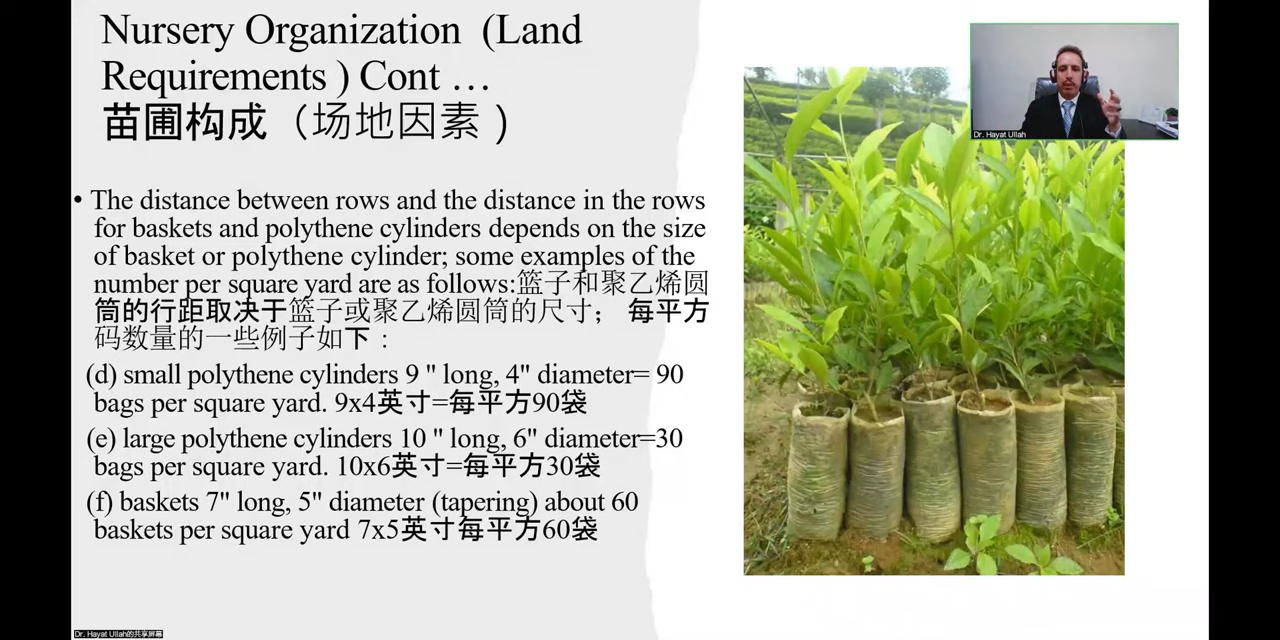 Nursery Organization (Land
Requirements ) Cont …
苗圃构成（场地因素 )
• The distance between rows and the distance in the rows
for baskets and polythene cylinders depends on the size
of basket or polythene cylinder; some examples of the
number per square yard are as follows:篮子和聚乙烯圆
筒的行距取决于篮子或聚乙烯圆筒的尺寸； 每平方
码数量的一些例子如下：
(d) small polythene cylinders 9 " long, 4" diameter= 90
bags per square yard. 9x4英寸=每平方90袋
(e) large polythene cylinders 10 " long, 6" diameter=30
bags per square yard. 10x6英寸=每平方30袋
(f) baskets 7" long, 5" diameter (tapering) about 60
baskets per square yard 7x5英寸每平方60袋
Dr. Hayat Ullah
Dr. Hayat Ullah的共享屏幕